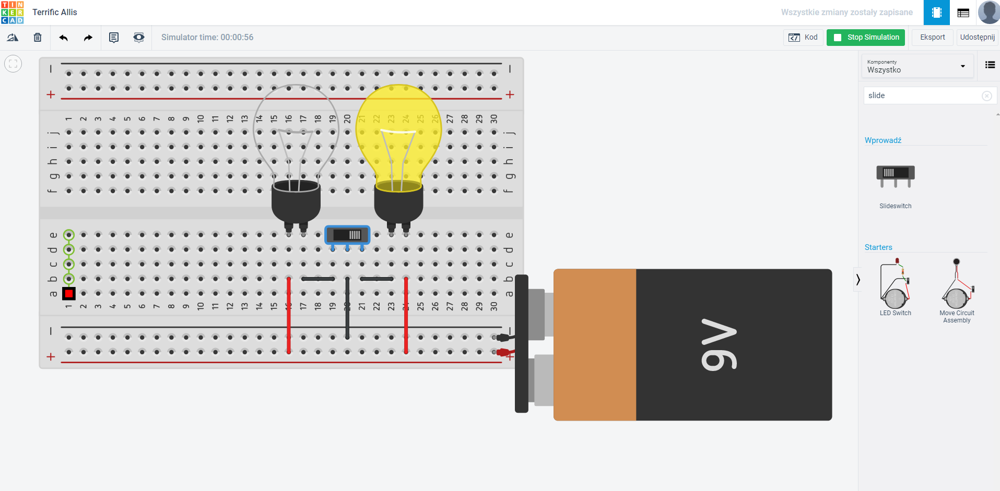 TIN
KER
CAD
Terrific Allis
Wszystkie zmiany zostały zapisane
Simulator time: 00:00:56
Kod
Stop Simulation
Eksport
Udostępnij
Komponenty
Wszystko
slide
Wprowadź
Slideswitch
Starters
LED Switch
Move Circuit
Assembly
− −
+ +
1 2 3 4 5 6 7 8 9 10 11 12 13 14 15 16 17 18 19 20 21 22 23 24 25 26 27 28 29 30
j j
i i
h h
g g
f f
e e
d d
c c
b b
a a
1 2 3 4 5 6 7 8 9 10 11 12 13 14 15 16 17 18 19 20 21 22 23 24 25 26 27 28 29 30
− −
+ +
9V